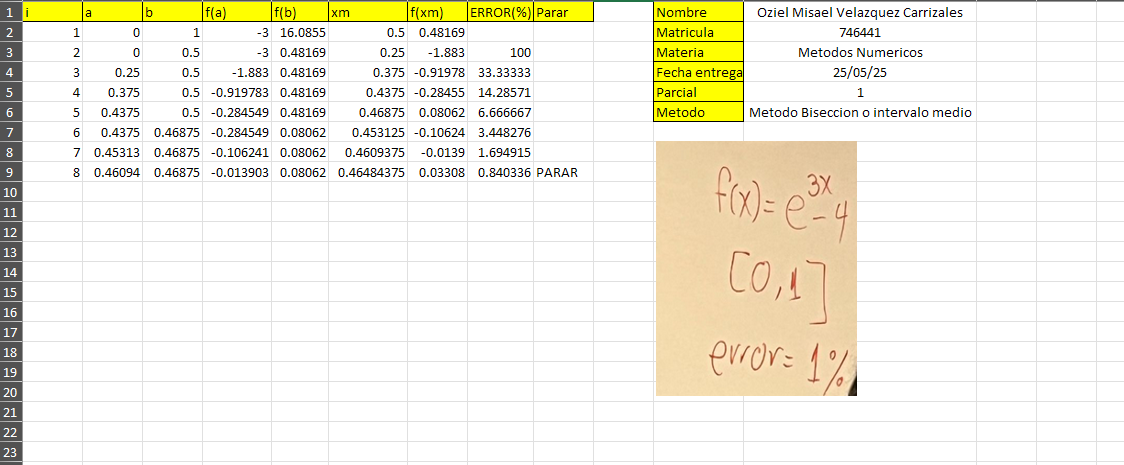 1 i a b f(a) f(b) xm f(xm) ERROR(%) Parar Nombre Oziel Misael Velazquez Carrizales
2 1 0 1 -3 16.0855 0.5 0.48169 Matricula 746441
3 2 0 0.5 -3 0.48169 0.25 -1.883 100 Materia Metodos Numericos
4 3 0.25 0.5 -1.883 0.48169 0.375 -0.91978 33.33333 Fecha entrega 25/05/25
5 4 0.375 0.5 -0.919783 0.48169 0.4375 -0.28455 14.28571 Parcial 1
6 5 0.4375 0.5 -0.284549 0.48169 0.46875 0.08062 6.666667 Metodo Metodo Biseccion o intervalo medio
7 6 0.4375 0.46875 -0.284549 0.08062 0.453125 -0.10624 3.448276
8 7 0.45313 0.46875 -0.106241 0.08062 0.4609375 -0.0139 1.694915
9 8 0.46094 0.46875 -0.013903 0.08062 0.46484375 0.03308 0.840336 PARAR
10
11
12
13
14
15
16
17
18
19
20
21
22
23
f(x)= e^3x -4
[0,1]
error= 1%